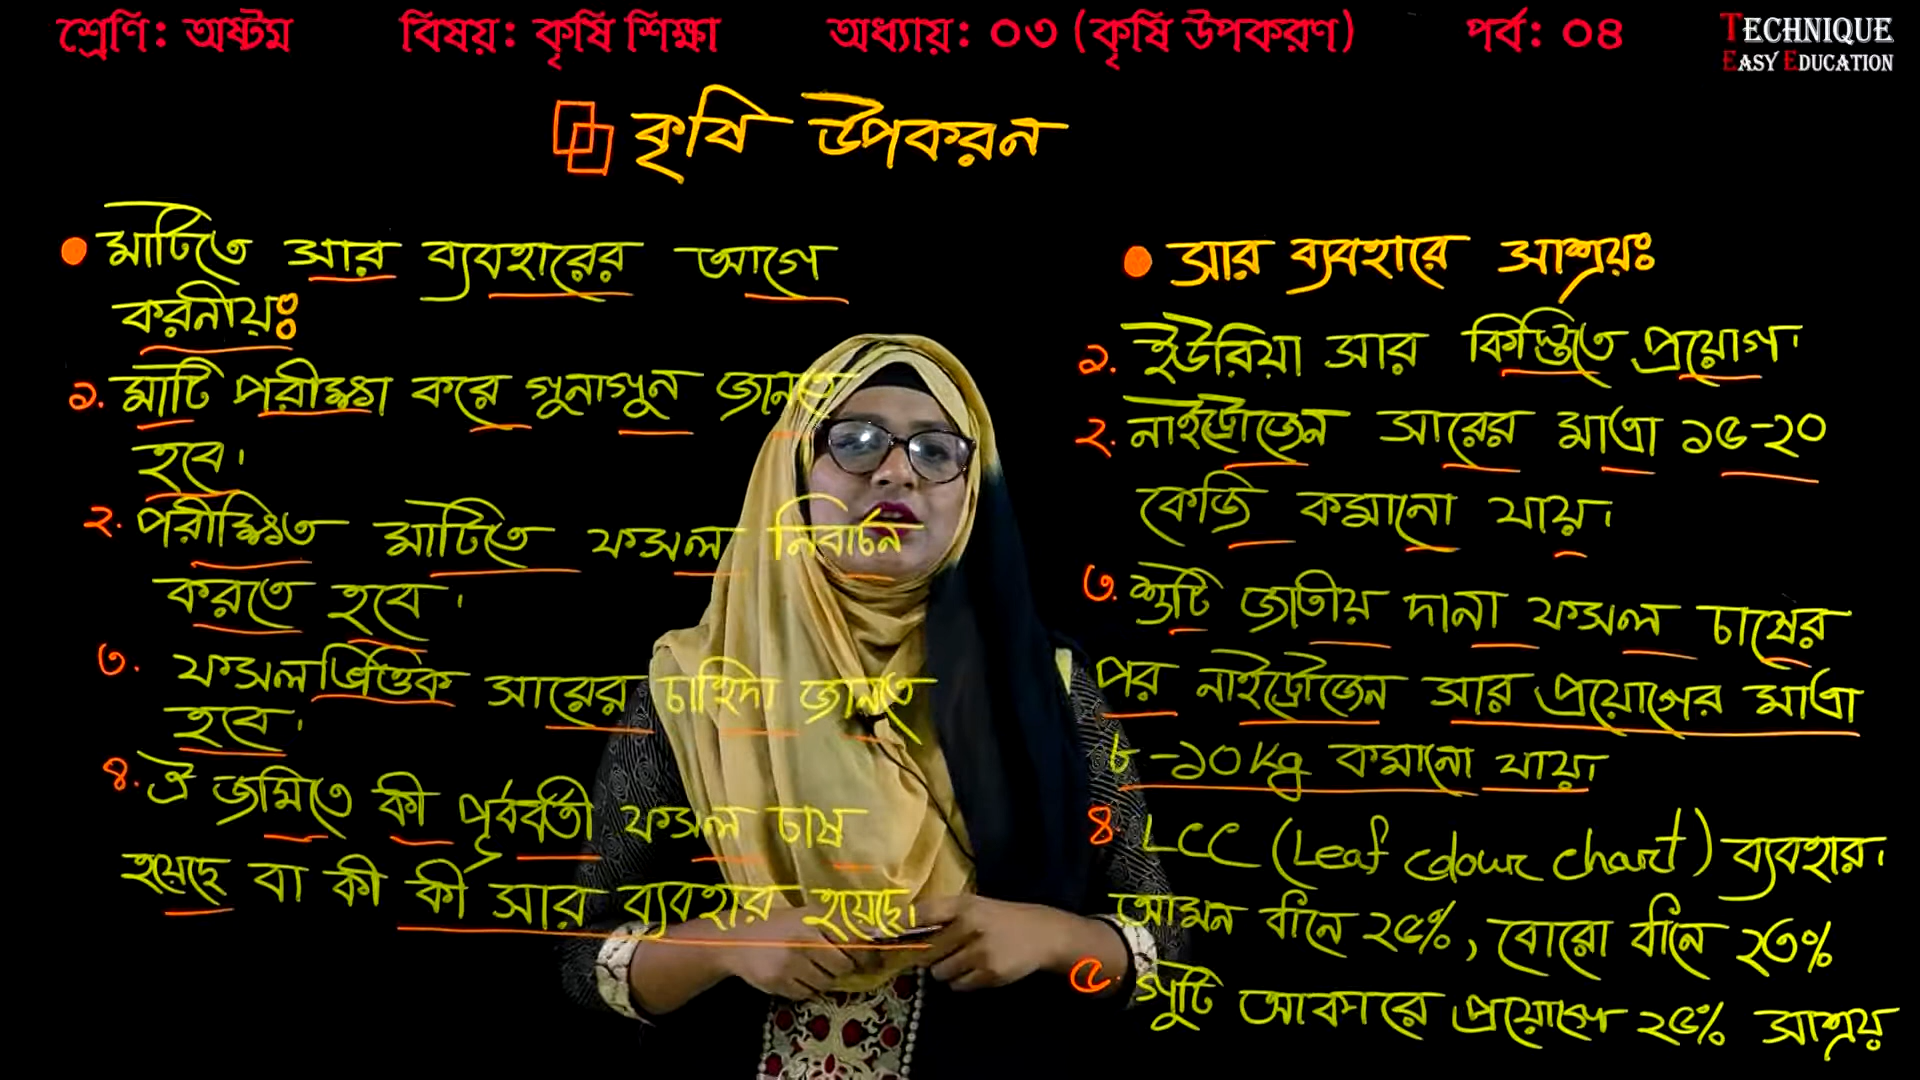 শ্রেণি: অষ্টম বিষয়: কৃষি শিক্ষা অধ্যায়: ০৩ (কৃষি উপকরণ) পর্ব: ০৪
TECHNIQUE
EASY EDUCATION
কৃষি উপকরন
মাটিতে সার ব্যবহারের আগে
করনীয়ঃ
১. মাটি পরীক্ষা করে গুনাগুন জানতে
হবে।
২. পরীক্ষিত মাটিতে ফসল নির্বাচন
করতে হবে।
৩. ফসলভিত্তিক সারের চাহিদা জানতে
হবে।
৪. ঐ জমিতে কী পূর্ববর্তী ফসল চাষ
হয়েছে বা কী কী সার ব্যবহার হয়েছে।
সার ব্যবহারে সাশ্রয়ঃ
১. ইউরিয়া সার কিস্তিতে প্রয়োগ।
২. নাইট্রোজেন সারের মাত্রা ১৫-২০
কেজি কমানো যায়।
৩. শুটি জাতীয় দানা ফসল চাষের
পর নাইট্রোজেন সার প্রয়োগের মাত্রা
৮-১০ kg কমানো যায়।
৪. LCC (Leaf colour chart) ব্যবহার।
আমন ধানে ২৫%, বোরো ধানে ২৩%
৫. গুটি আকারে প্রয়োগে ২৫% সাশ্রয়